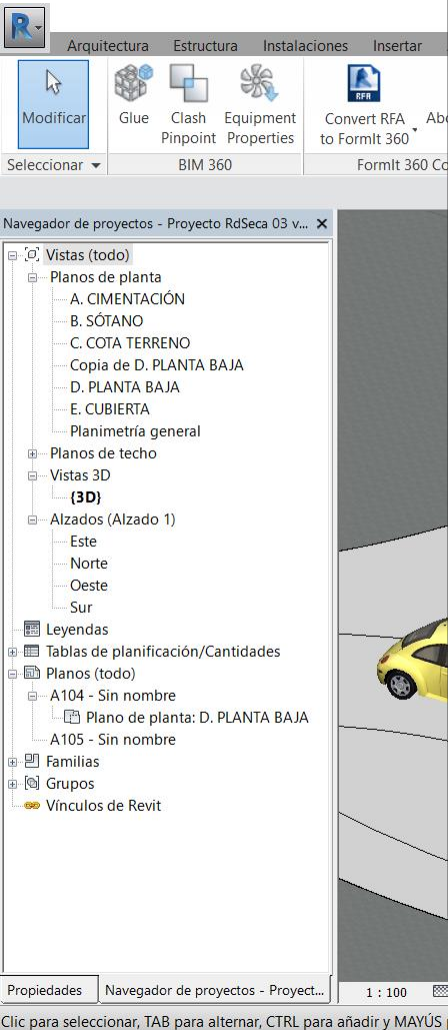 R
Arquitectura Estructura Instalaciones Insertar
Modificar Glue Clash Pinpoint Equipment Properties RFA Convert RFA to FormIt 360
Seleccionar BIM 360 FormIt 360 Co
Navegador de proyectos - Proyecto RdSeca 03 v...
Vistas (todo)
Planos de planta
A. CIMENTACIÓN
B. SÓTANO
C. COTA TERRENO
Copia de D. PLANTA BAJA
D. PLANTA BAJA
E. CUBIERTA
Planimetría general
Planos de techo
Vistas 3D
{3D}
Alzados (Alzado 1)
Este
Norte
Oeste
Sur
Leyendas
Tablas de planificación/Cantidades
Planos (todo)
A104 - Sin nombre
Plano de planta: D. PLANTA BAJA
A105 - Sin nombre
Familias
Grupos
Vínculos de Revit
Propiedades Navegador de proyectos - Proyect... 1 : 100
Clic para seleccionar, TAB para alternar, CTRL para añadir y MAYÚS